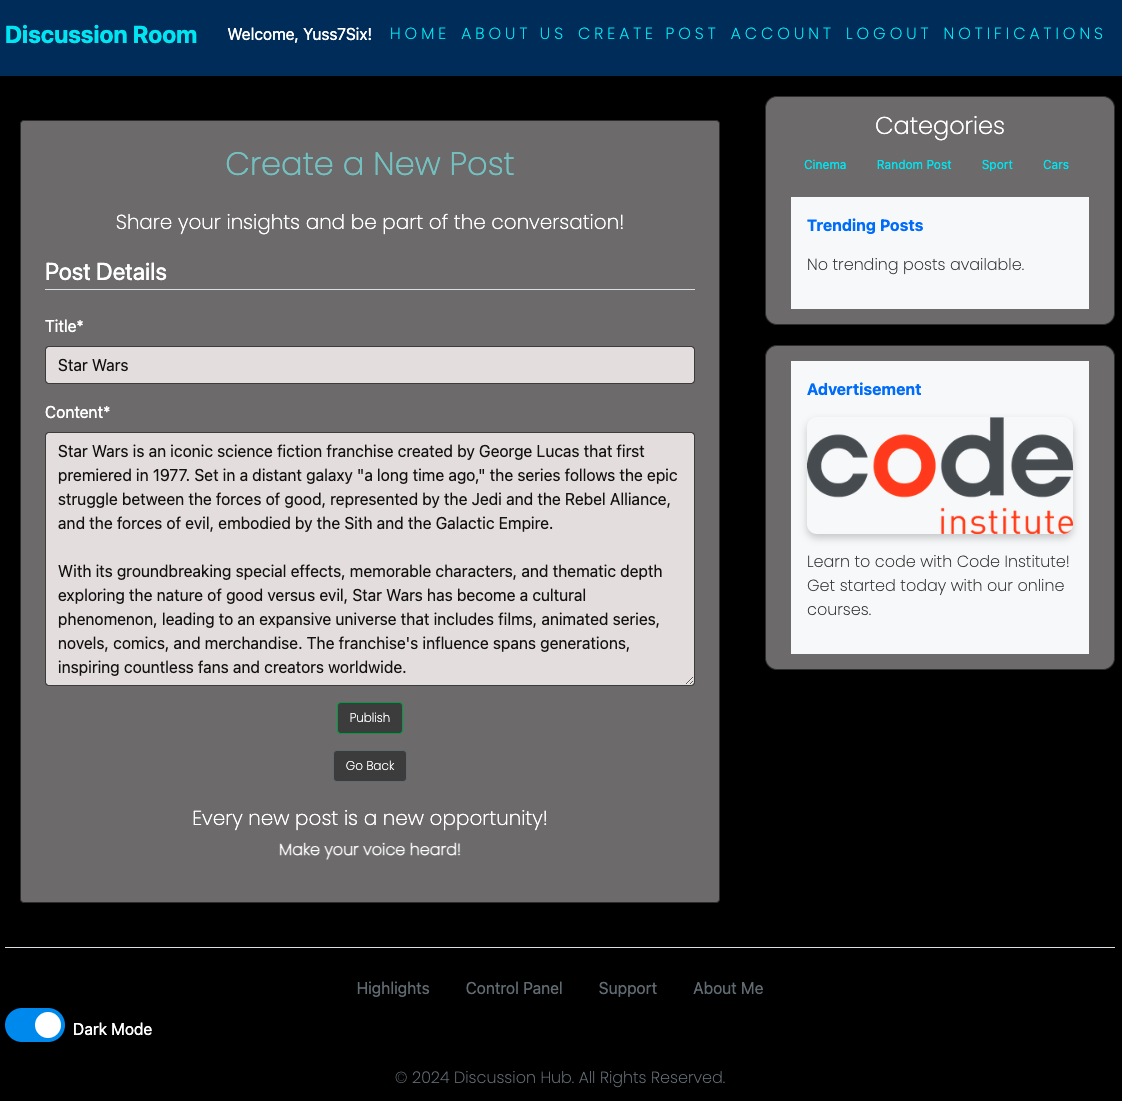 Discussion Room
Welcome, Yuss7Six!
HOME ABOUT US CREATE POST ACCOUNT LOGOUT NOTIFICATIONS
Create a New Post
Share your insights and be part of the conversation!
Post Details
Title*
Star Wars
Content*
Star Wars is an iconic science fiction franchise created by George Lucas that first
premiered in 1977. Set in a distant galaxy "a long time ago," the series follows the epic
struggle between the forces of good, represented by the Jedi and the Rebel Alliance,
and the forces of evil, embodied by the Sith and the Galactic Empire.
With its groundbreaking special effects, memorable characters, and thematic depth
exploring the nature of good versus evil, Star Wars has become a cultural
phenomenon, leading to an expansive universe that includes films, animated series,
novels, comics, and merchandise. The franchise's influence spans generations,
inspiring countless fans and creators worldwide.
Publish
Go Back
Every new post is a new opportunity!
Make your voice heard!
Categories
Cinema Random Post Sport Cars
Trending Posts
No trending posts available.
Advertisement
code
institute
Learn to code with Code Institute!
Get started today with our online
courses.
Highlights Control Panel Support About Me
Dark Mode
© 2024 Discussion Hub. All Rights Reserved.